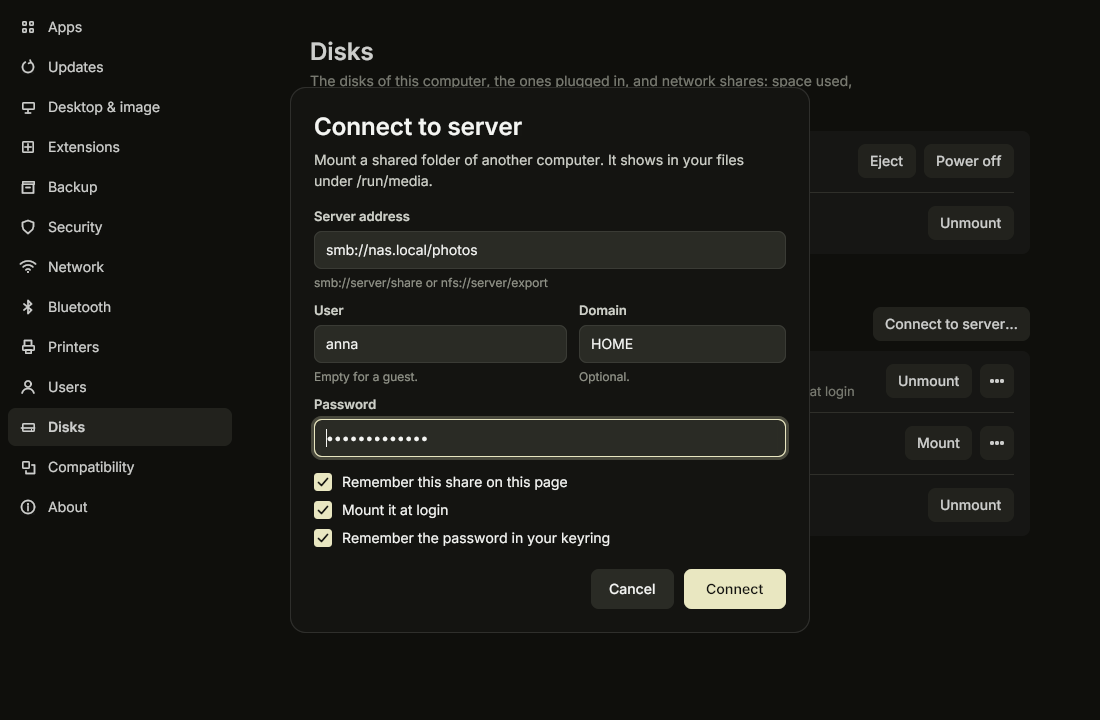 Apps
Updates
Desktop & image
Extensions
Backup
Security
Network
Bluetooth
Printers
Users
Disks
Compatibility
About
Disks
The disks of this computer, the ones plugged in, and network shares: space used,
Connect to server
Mount a shared folder of another computer. It shows in your files
under /run/media.
Server address
smb://nas.local/photos
smb://server/share or nfs://server/export
User Domain
anna HOME
Empty for a guest. Optional.
Password
•••••••••••••
Remember this share on this page
Mount it at login
Remember the password in your keyring
Cancel Connect
Eject Power off
Unmount
Connect to server...
at login Unmount •••
Mount •••
Unmount